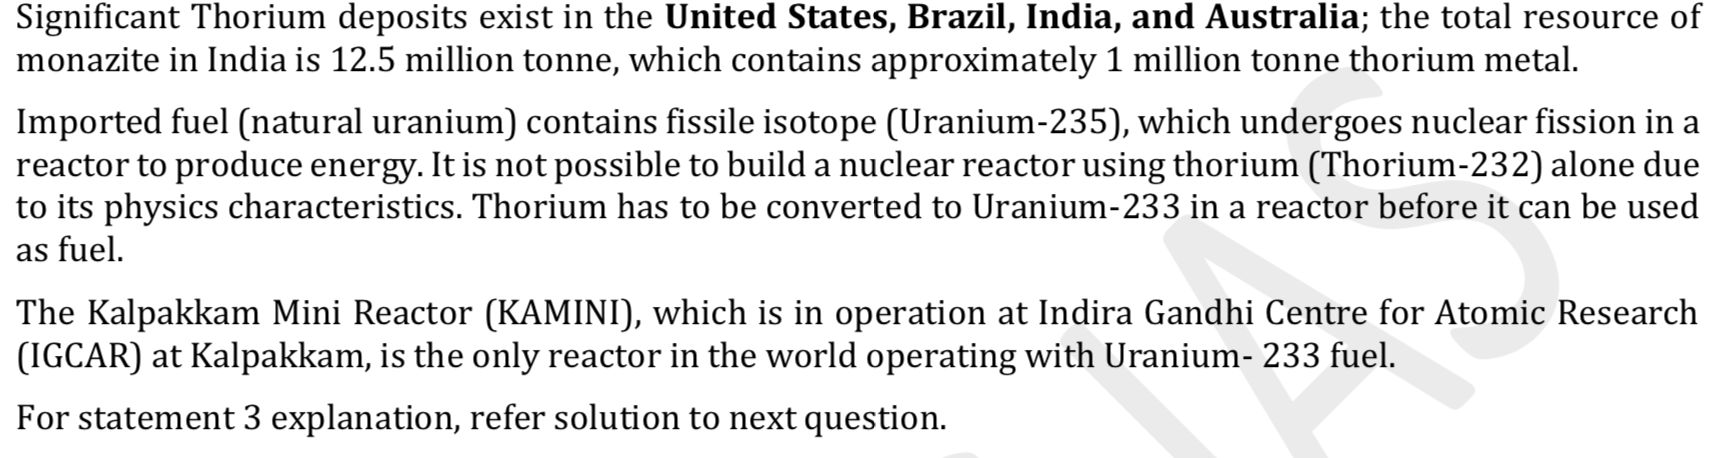 Significant Thorium deposits exist in the United States, Brazil, India, and Australia; the total resource of
monazite in India is 12.5 million tonne, which contains approximately 1 million tonne thorium metal.
Imported fuel (natural uranium) contains fissile isotope (Uranium-235), which undergoes nuclear fission in a
reactor to produce energy. It is not possible to build a nuclear reactor using thorium (Thorium-232) alone due
to its physics characteristics. Thorium has to be converted to Uranium-233 in a reactor before it can be used
as fuel.
The Kalpakkam Mini Reactor (KAMINI), which is in operation at Indira Gandhi Centre for Atomic Research
(IGCAR) at Kalpakkam, is the only reactor in the world operating with Uranium- 233 fuel.
For statement 3 explanation, refer solution to next question.
IAS